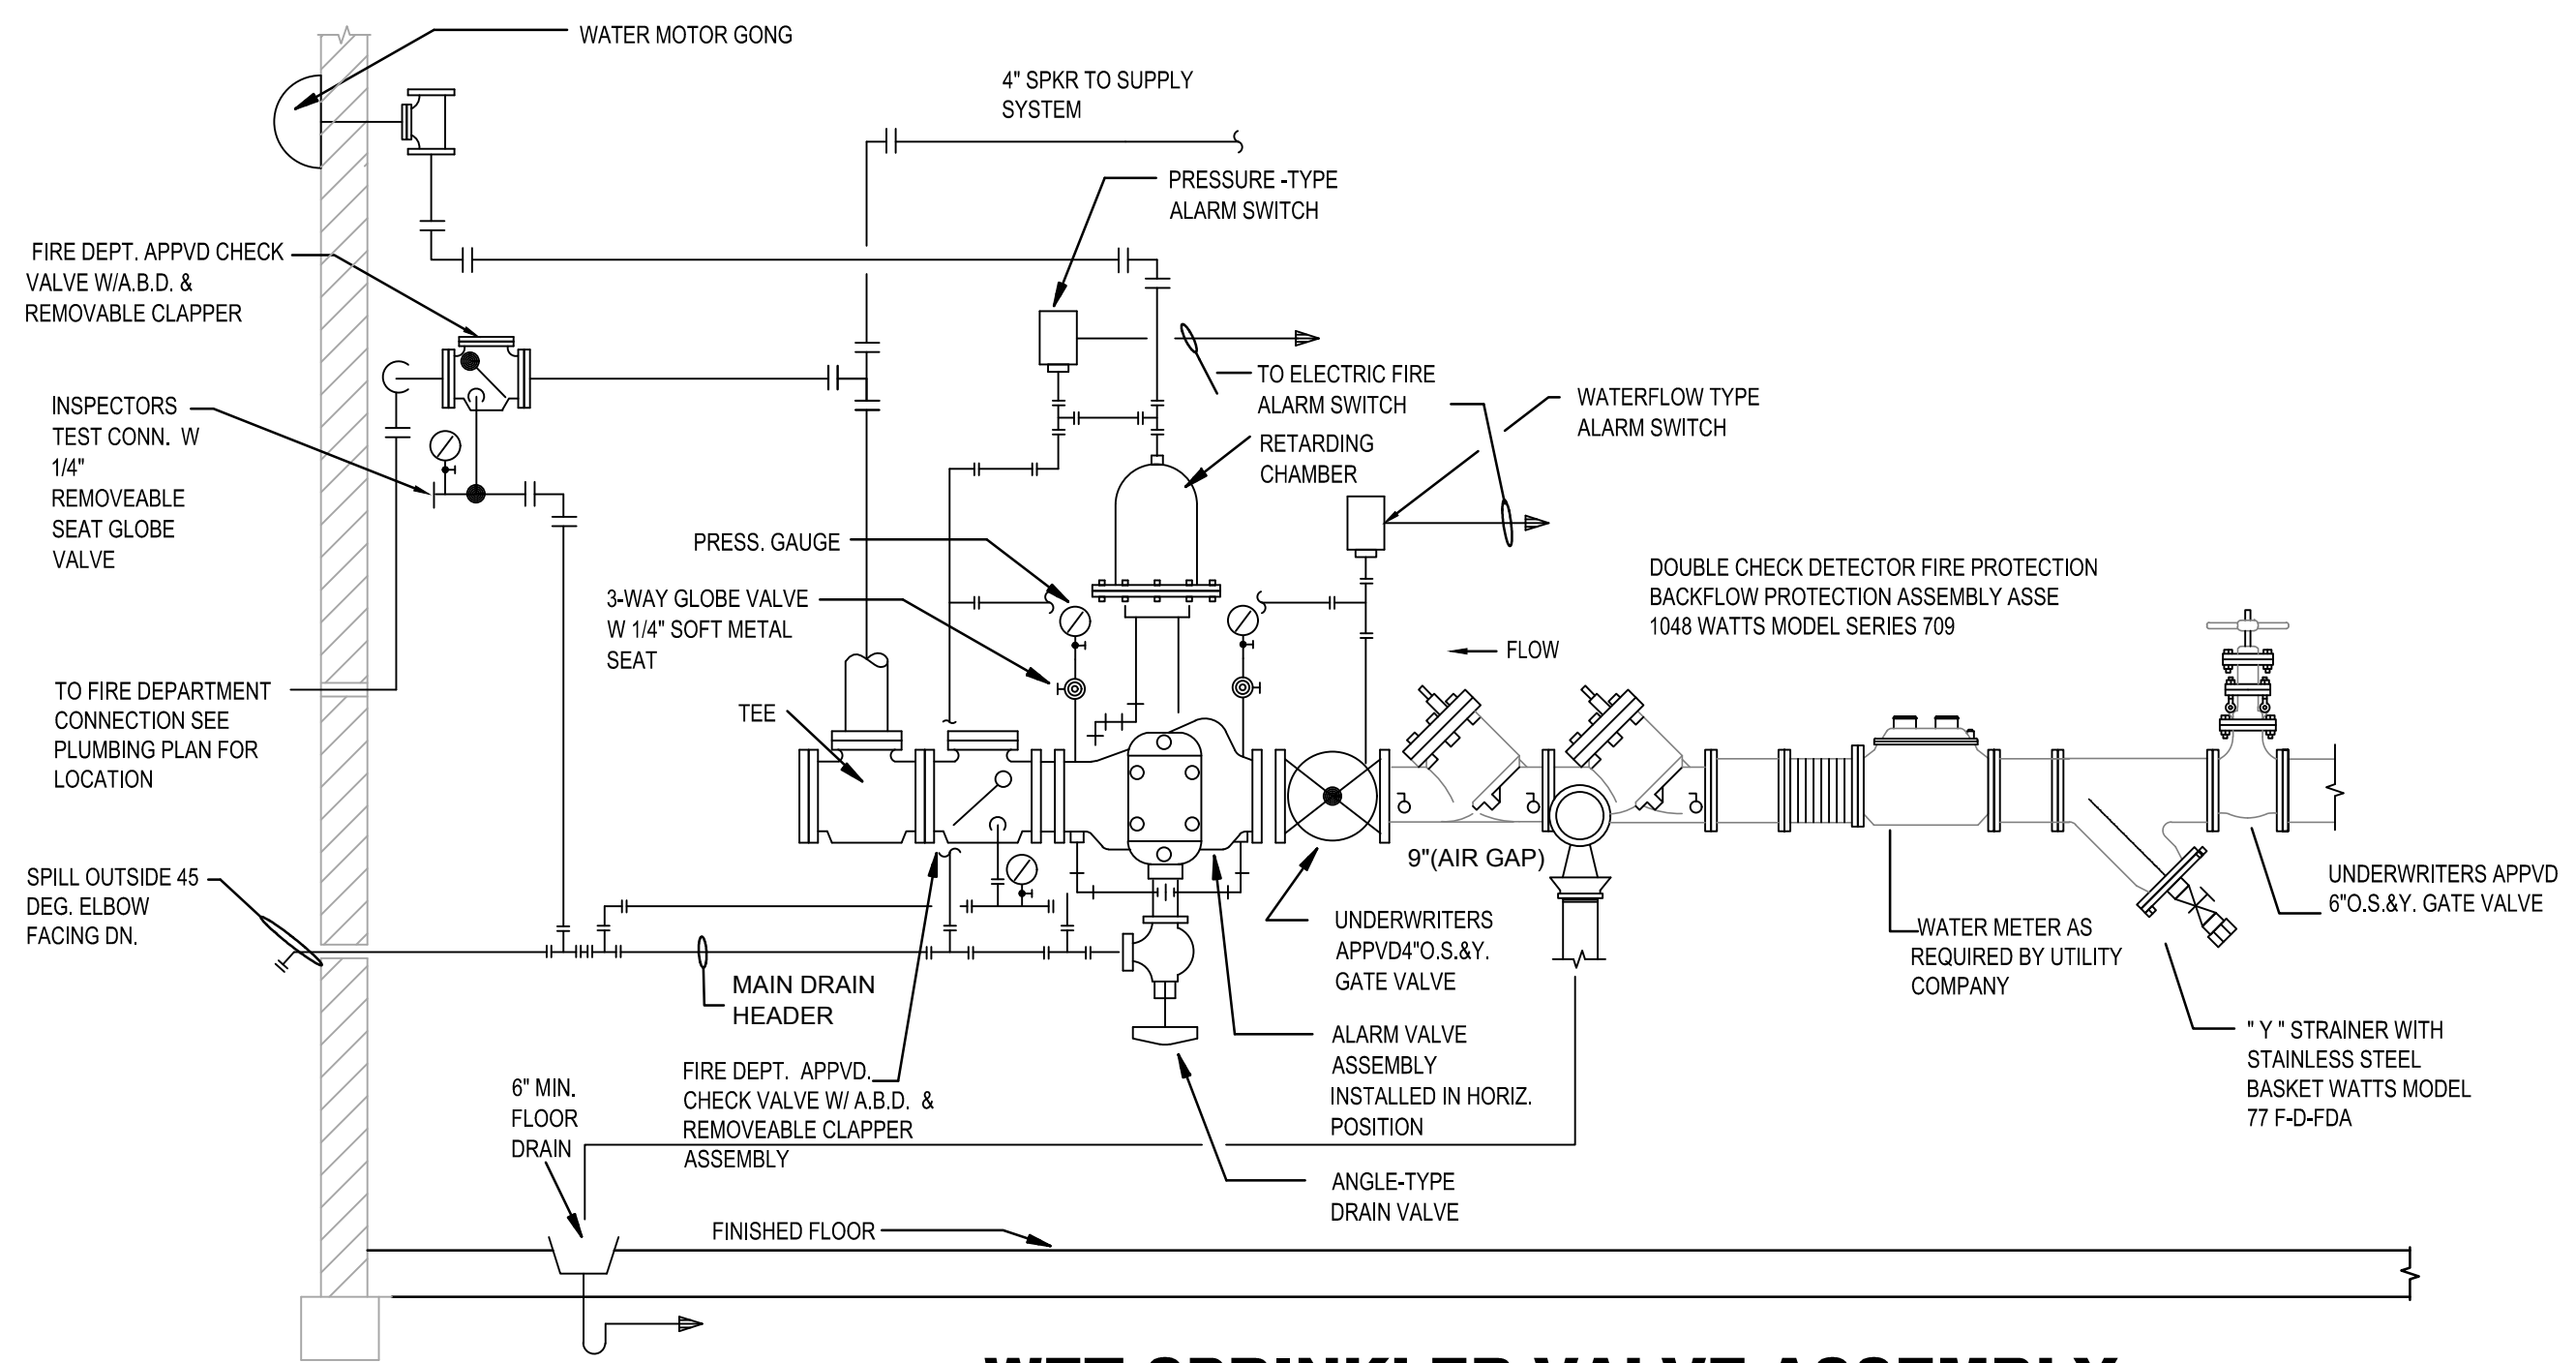 WATER MOTOR GONG
4" SPKR TO SUPPLY
SYSTEM
PRESSURE -TYPE
ALARM SWITCH
FIRE DEPT. APPVD CHECK
VALVE W/A.B.D. &
REMOVABLE CLAPPER
TO ELECTRIC FIRE
ALARM SWITCH
WATERFLOW TYPE
ALARM SWITCH
INSPECTORS
TEST CONN. W
1/4"
REMOVEABLE
SEAT GLOBE
VALVE
RETARDING
CHAMBER
PRESS. GAUGE
3-WAY GLOBE VALVE
W 1/4" SOFT METAL
SEAT
DOUBLE CHECK DETECTOR FIRE PROTECTION
BACKFLOW PROTECTION ASSEMBLY ASSE
1048 WATTS MODEL SERIES 709
FLOW
TO FIRE DEPARTMENT
CONNECTION SEE
PLUMBING PLAN FOR
LOCATION
TEE
9"(AIR GAP)
SPILL OUTSIDE 45
DEG. ELBOW
FACING DN.
UNDERWRITERS
APPVD4"O.S.&Y.
GATE VALVE
WATER METER AS
REQUIRED BY UTILITY
COMPANY
UNDERWRITERS APPVD
6"O.S.&Y. GATE VALVE
MAIN DRAIN
HEADER
ALARM VALVE
ASSEMBLY
INSTALLED IN HORIZ.
POSITION
" Y " STRAINER WITH
STAINLESS STEEL
BASKET WATTS MODEL
77 F-D-FDA
6" MIN.
FLOOR
DRAIN
FIRE DEPT. APPVD.
CHECK VALVE W/ A.B.D. &
REMOVEABLE CLAPPER
ASSEMBLY
ANGLE-TYPE
DRAIN VALVE
FINISHED FLOOR
WET SPRINKLER VALVE ASSEMBLY